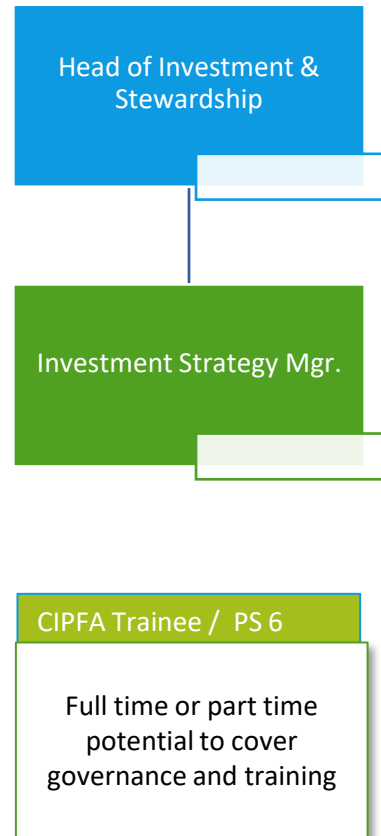 Head of Investment &
Stewardship
Investment Strategy Mgr.
CIPFA Trainee /  PS 6
Full time or part time
potential to cover
governance and training